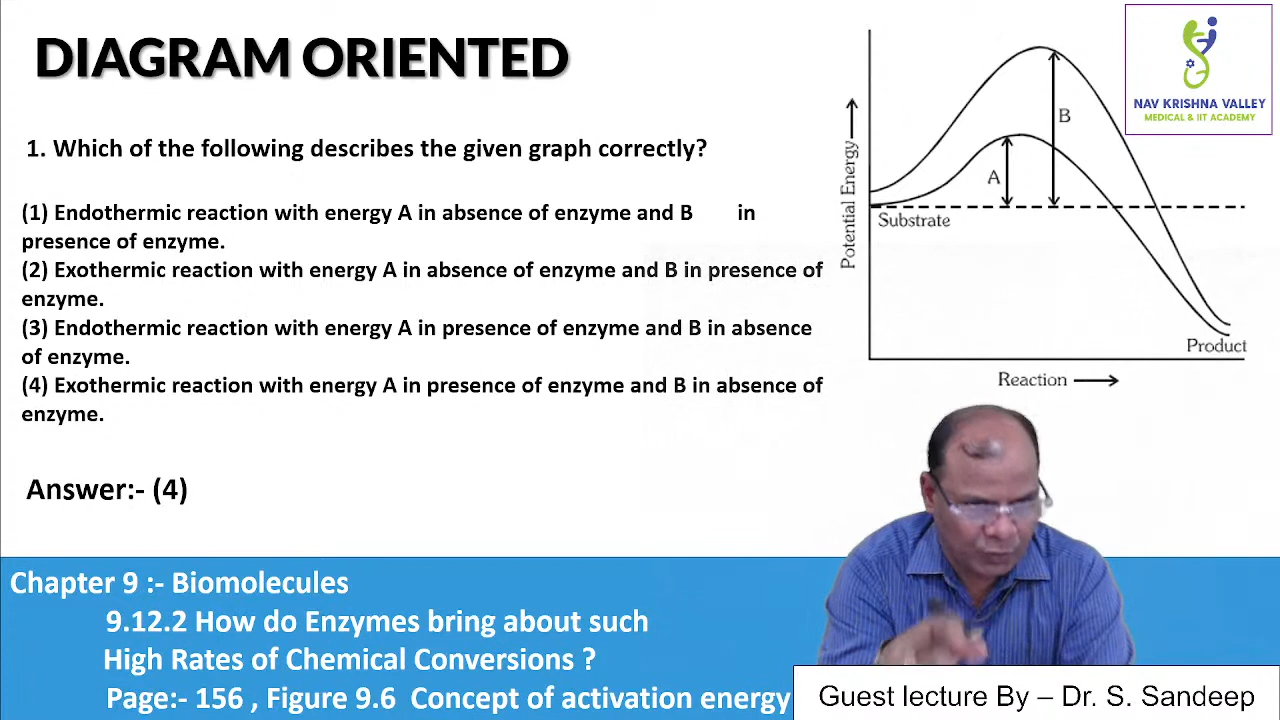 DIAGRAM ORIENTED
NAV KRISHNA VALLEY
MEDICAL & IIT ACADEMY
1. Which of the following describes the given graph correctly?
(1) Endothermic reaction with energy A in absence of enzyme and B in
presence of enzyme.
(2) Exothermic reaction with energy A in absence of enzyme and B in presence of
enzyme.
(3) Endothermic reaction with energy A in presence of enzyme and B in absence
of enzyme.
(4) Exothermic reaction with energy A in presence of enzyme and B in absence of
enzyme.
Answer:- (4)
Potential Energy
B
A
Substrate
Product
Reaction
Chapter 9 :- Biomolecules
9.12.2 How do Enzymes bring about such
High Rates of Chemical Conversions ?
Page:- 156 , Figure 9.6 Concept of activation energy
Guest lecture By – Dr. S. Sandeep